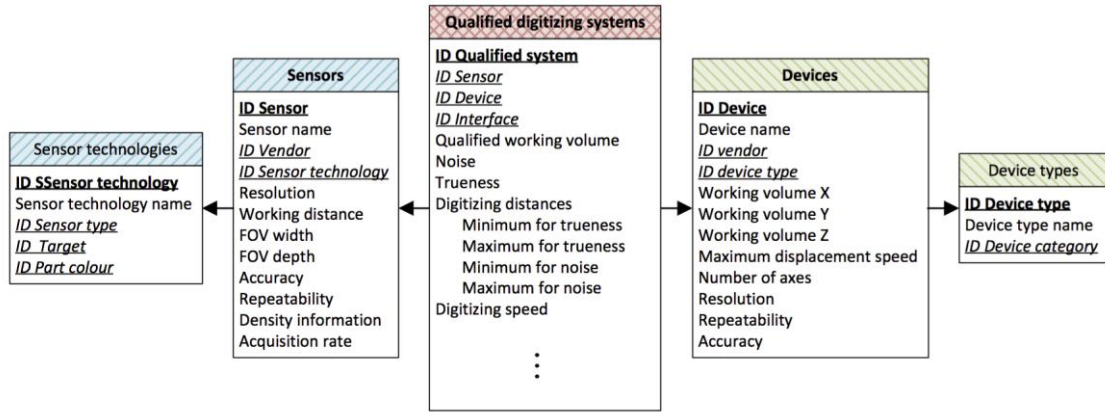 Sensor technologies
ID SSensor technology
Sensor technology name
ID Sensor type
ID  Target
ID Part colour
Sensors
ID Sensor
Sensor name
ID Vendor
ID Sensor technology
Resolution
Working distance
FOV width
FOV depth
Accuracy
Repeatability
Density information
Acquisition rate
Qualified digitizing systems
ID Qualified system
ID Sensor
ID Device
ID Interface
Qualified working volume
Noise
Trueness
Digitizing distances
Minimum for trueness
Maximum for trueness
Minimum for noise
Maximum for noise
Digitizing speed
Devices
ID Device
Device name
ID vendor
ID device type
Working volume X
Working volume Y
Working volume Z
Maximum displacement speed
Number of axes
Resolution
Repeatability
Accuracy
Device types
ID Device type
Device type name
ID Device category